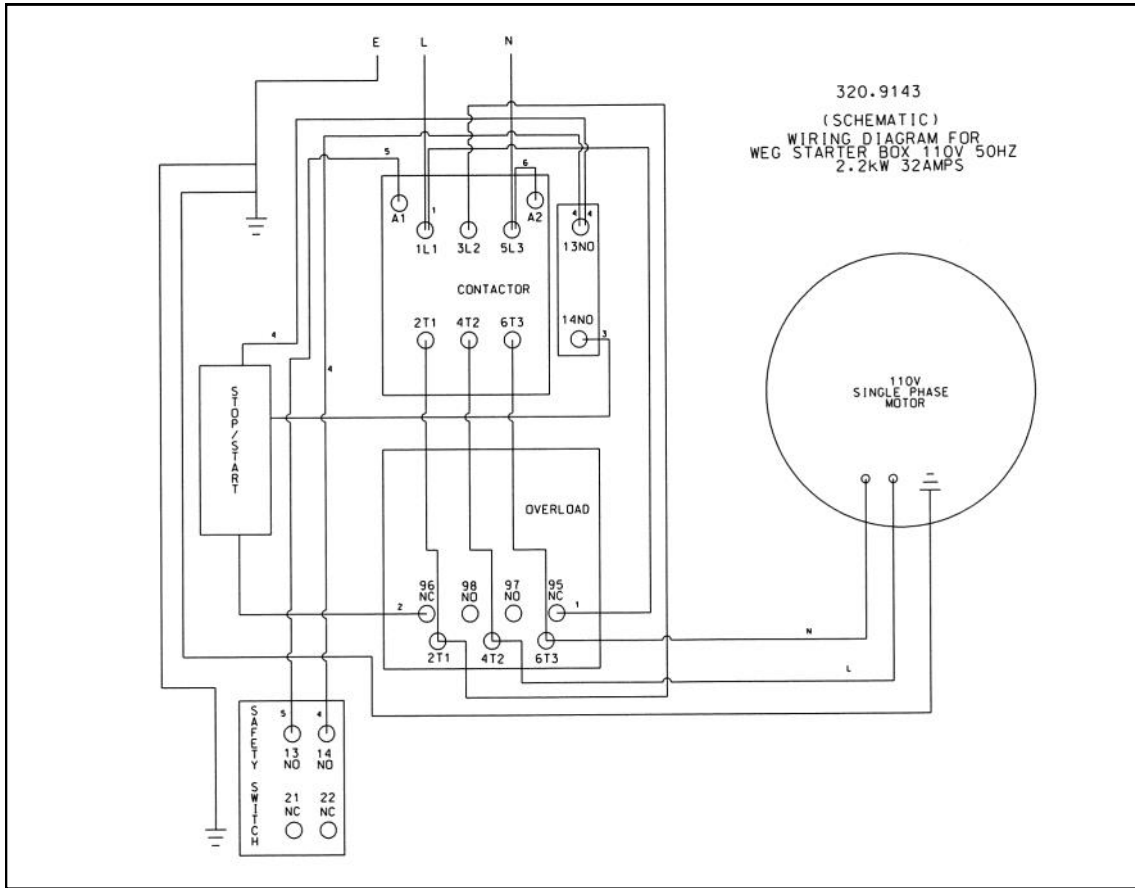 E L N
320.9143
(SCHEMATIC)
WIRING DIAGRAM FOR
WEG STARTER BOX 110V 50HZ
2.2kW 32AMPS
5
6
1
4 4
A1
A2
1L1 3L2 5L3
13NO
CONTACTOR
2T1 4T2 6T3
14NO
3
4
4
STOP/START
110V
SINGLE PHASE
MOTOR
OVERLOAD
96 98 97 95
NC NO NO NC
2
1
2T1 4T2 6T3
N
L
SAFETY SWITCH
5 4
13 14
NO NO
21 22
NC NC